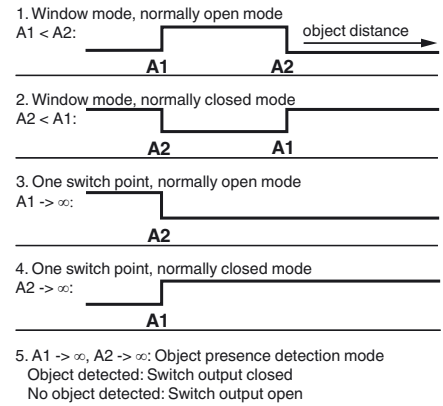 1. Window mode, normally open mode
A1 < A2:
object distance
A1 A2
2. Window mode, normally closed mode
A2 < A1:
A2 A1
3. One switch point, normally open mode
A1 -> ∞:
A2
4. One switch point, normally closed mode
A2 -> ∞:
A1
5. A1 -> ∞, A2 -> ∞: Object presence detection mode
Object detected: Switch output closed
No object detected: Switch output open